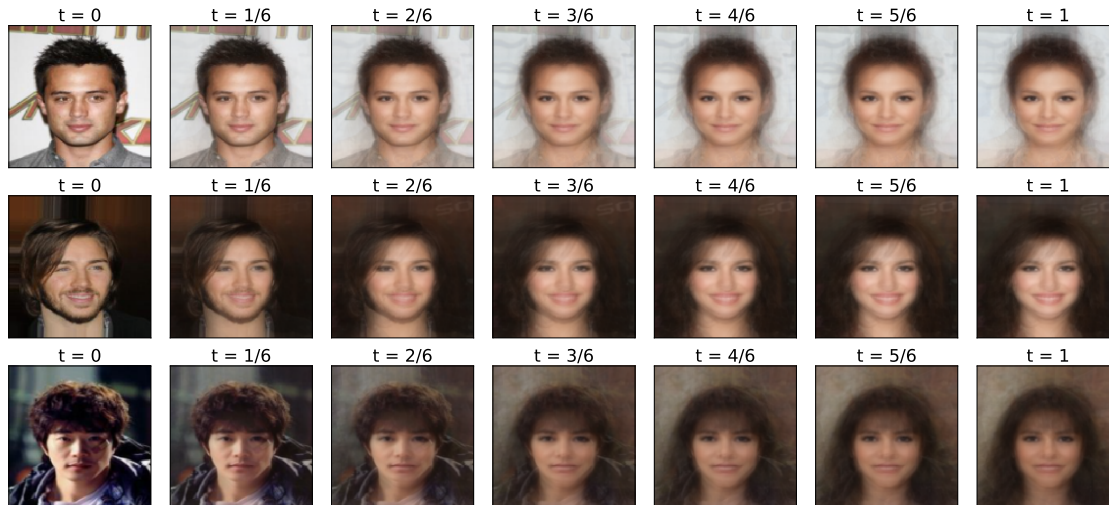 t = 0 t = 1/6 t = 2/6 t = 3/6 t = 4/6 t = 5/6 t = 1
t = 0 t = 1/6 t = 2/6 t = 3/6 t = 4/6 t = 5/6 t = 1
t = 0 t = 1/6 t = 2/6 t = 3/6 t = 4/6 t = 5/6 t = 1